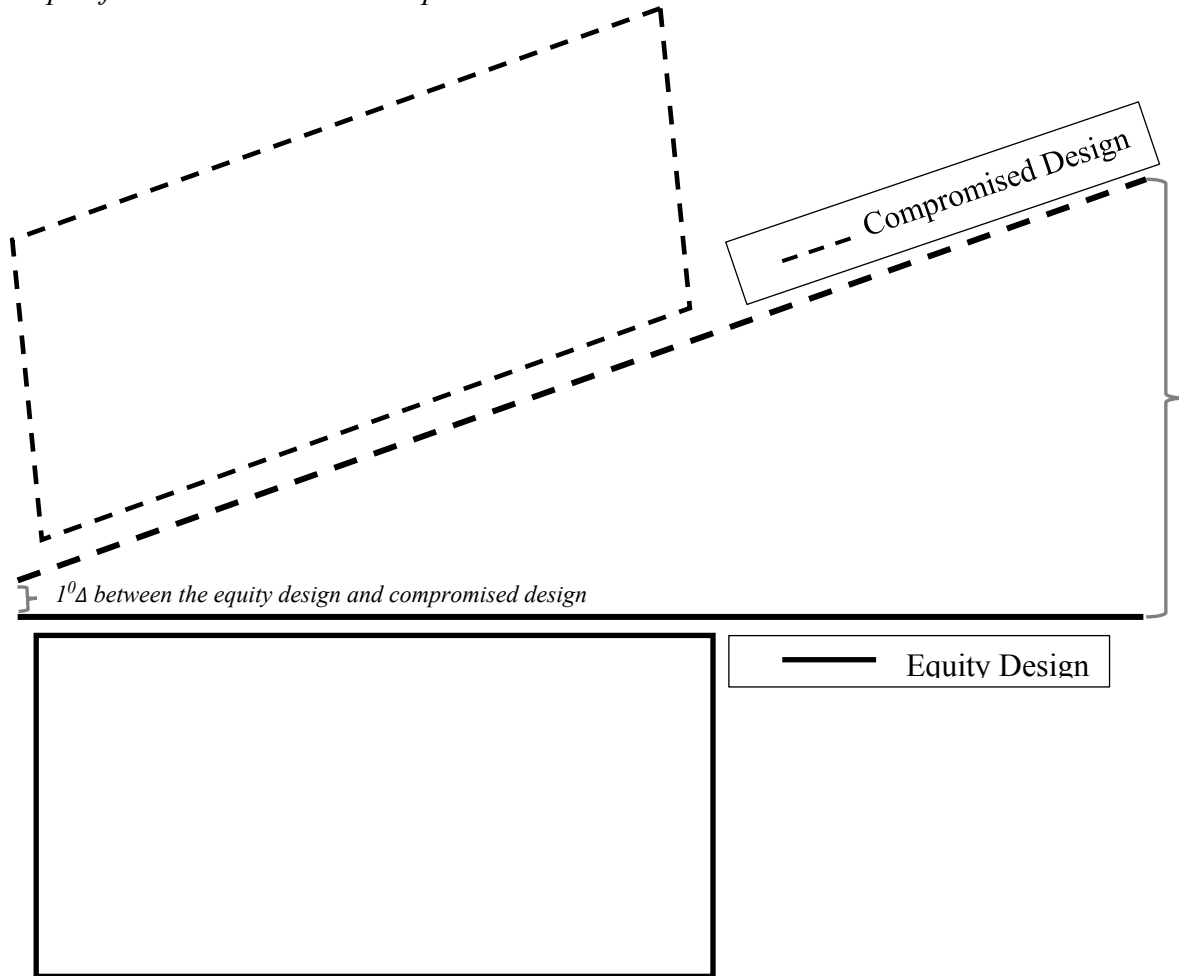 Compromised Design
1⁰Δ between the equity design and compromised design
Equity Design